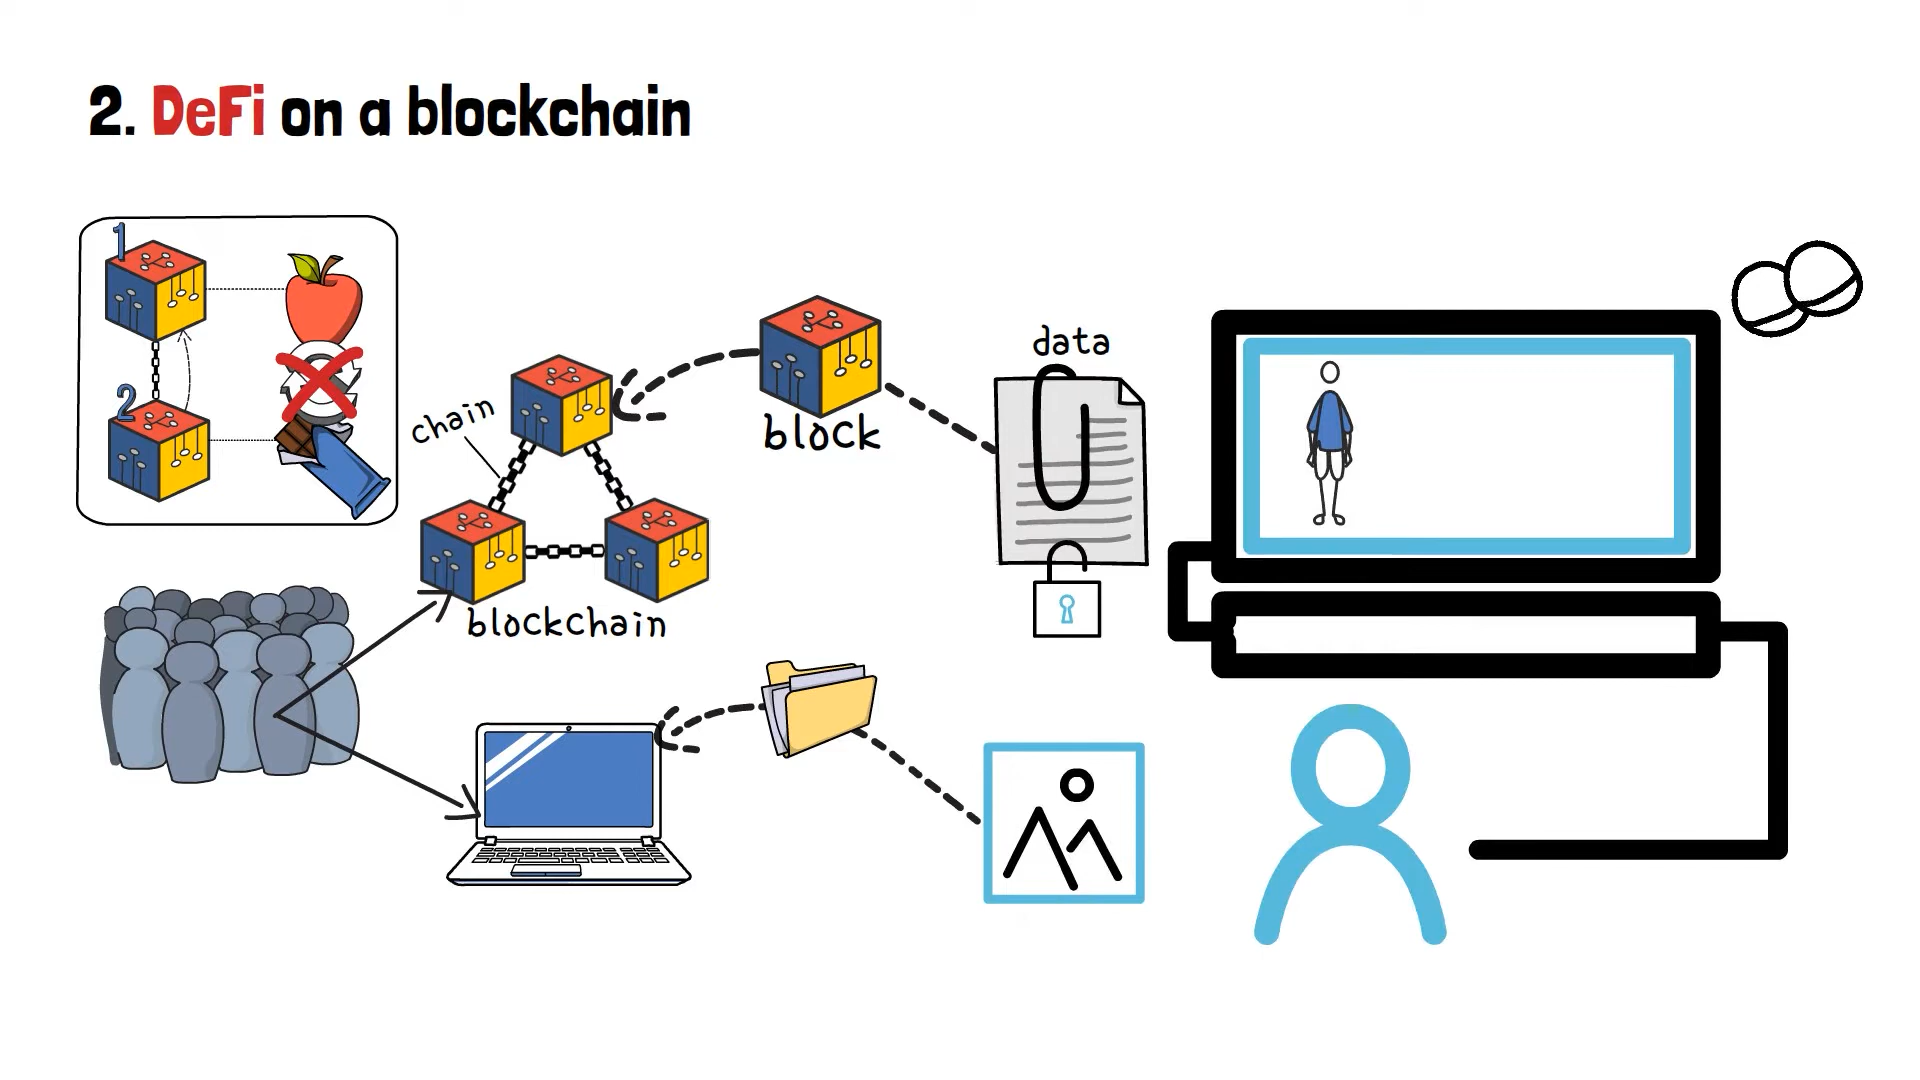 2. DeFi on a blockchain
1
2
chain
block
data
blockchain